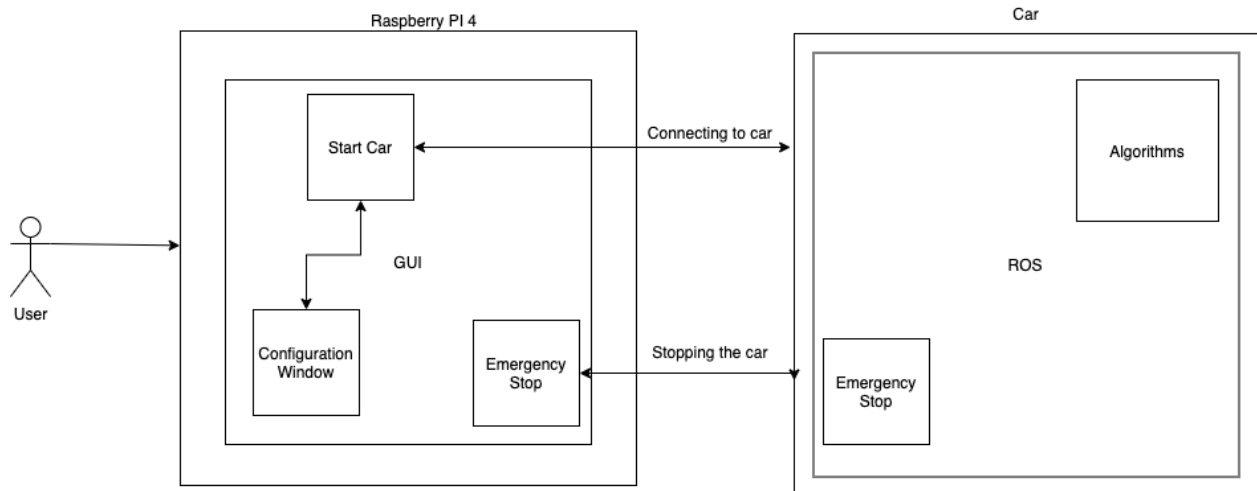 Raspberry PI 4
Car
Start Car
Connecting to car
Algorithms
GUI
ROS
User
Configuration
Window
Emergency
Stop
Stopping the car
Emergency
Stop